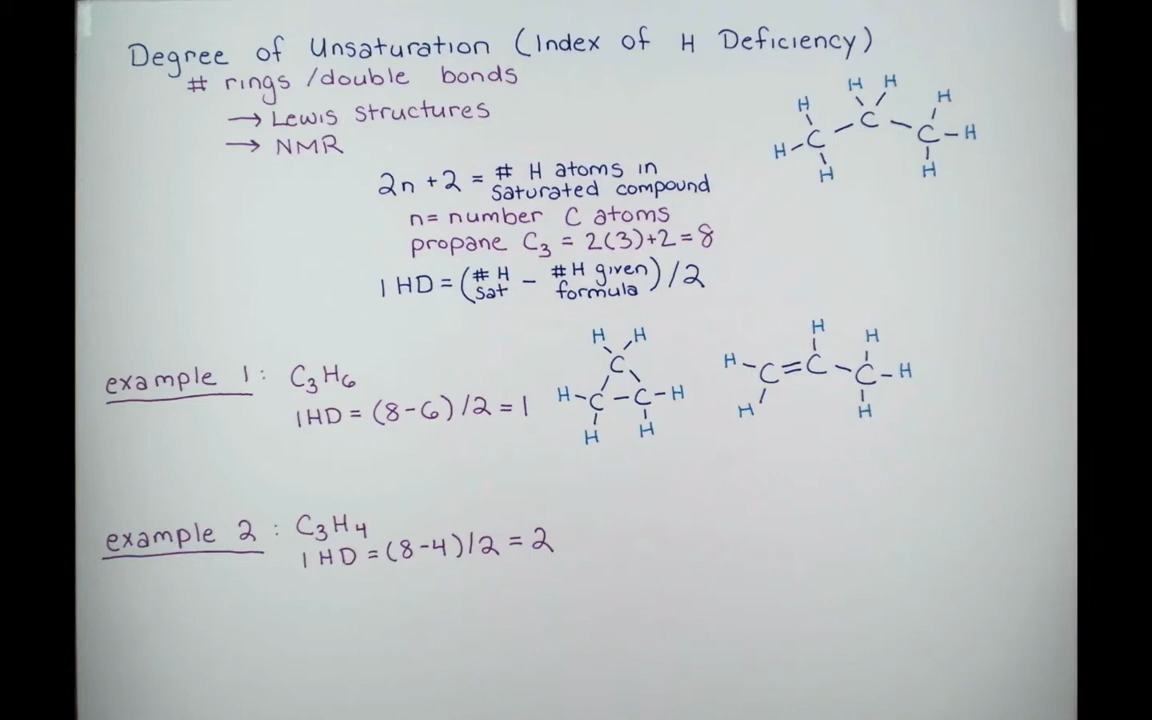 Degree of Unsaturation (Index of H Deficiency)
# rings /double bonds
→ Lewis structures
→ NMR
H H
H H
C
C C - H
H - H H
2n + 2 = # H atoms in
saturated compound
n = number C atoms
propane C3 = 2(3)+2 = 8
IHD = (# H sat - # H given formula) / 2
example 1: C3H6
IHD = (8-6)/2 = 1
H H
C
H - C - C - H
H H
H H
H - C = C - C - H
H H
example 2: C3H4
IHD = (8-4)/2 = 2